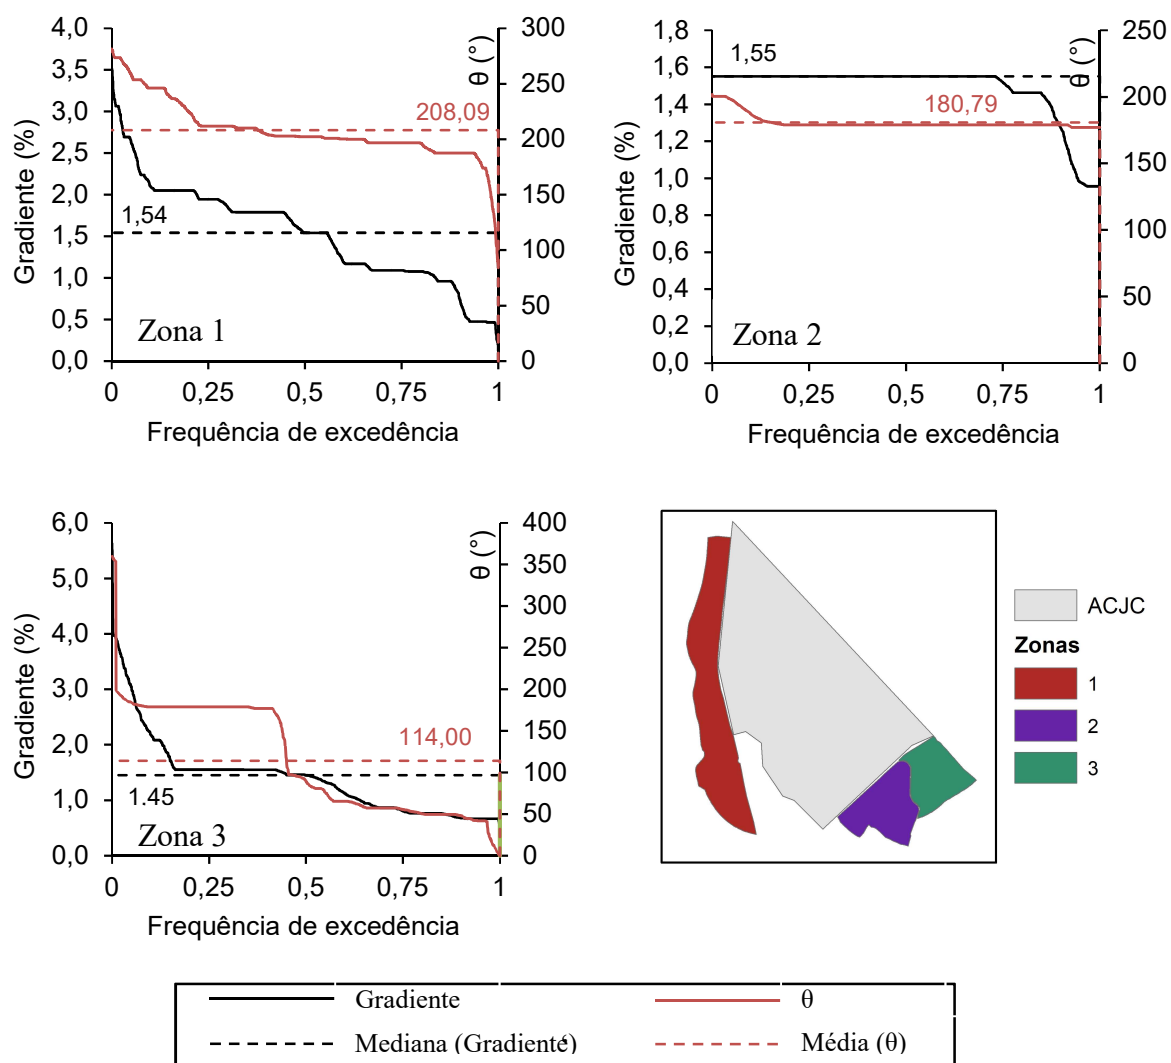 4,0
3,5
3,0
2,5
2,0
1,5
1,0
0,5
0,0
Gradiente (%)
300
250
200
150
100
50
0
θ (°)
208,09
1,54
Zona 1
0 0,25 0,5 0,75 1
Frequência de excedência
1,8
1,6
1,4
1,2
1,0
0,8
0,6
0,4
0,2
0,0
Gradiente (%)
250
200
150
100
50
0
θ (°)
1,55
180,79
Zona 2
0 0,25 0,5 0,75 1
Frequência de excedência
6,0
5,0
4,0
3,0
2,0
1,0
0,0
Gradiente (%)
400
350
300
250
200
150
100
50
0
θ (°)
114,00
1.45
Zona 3
0 0,25 0,5 0,75 1
Frequência de excedência
ACJC
Zonas
1
2
3
Gradiente
θ
Mediana (Gradiente)
Média (θ)